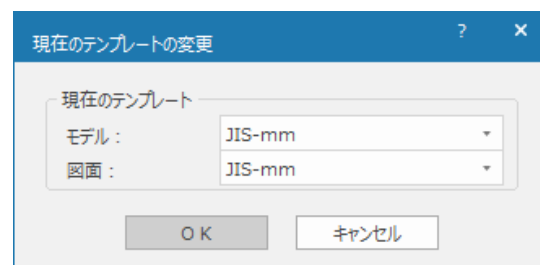 現在のテンプレートの変更 ? ×
現在のテンプレート
モデル : JIS-mm
図面 : JIS-mm
OK キャンセル